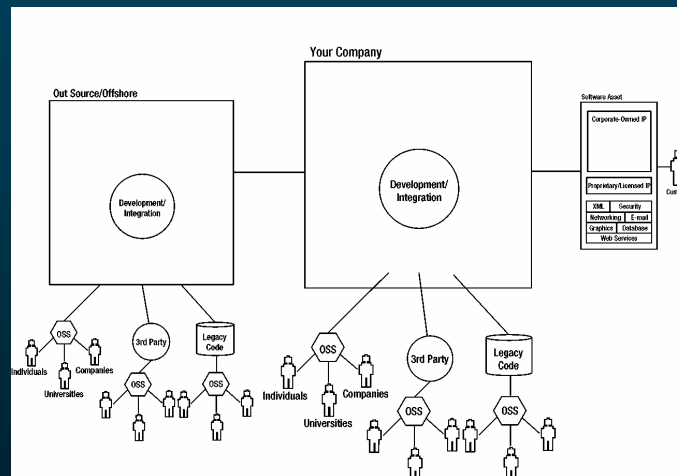 Your Company
Out Source/Offshore
Software Asset
Corporate-Owned IP
Development/
Integration
Development/
Integration
Proprietary/Licensed IP
XML Security
Networking E-mail
Graphics Database
Web Services
OSS
3rd Party
Legacy
Code
Individuals
Companies
Universities
OSS
OSS
OSS
3rd Party
Legacy
Code
Individuals
Companies
Universities
OSS
OSS